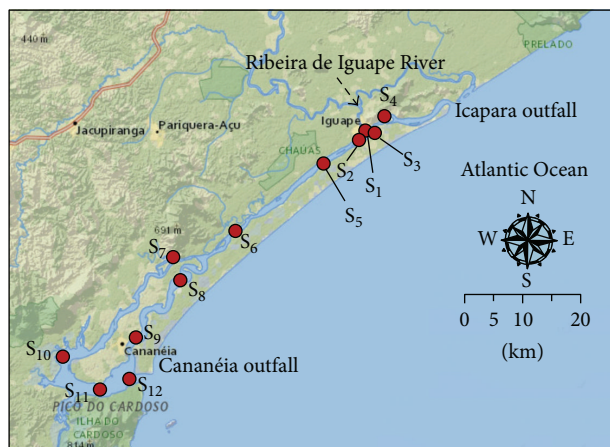 440 m
PRELADO
Ribeira de Iguape River
S4
Iguape
Icapara outfall
Jacupiranga
Pariquera-Açu
CHAUÁS
S2
S1
S3
S5
Atlantic Ocean
N
W
E
S
691 m
S6
S7
S8
0 10 20
(km)
S9
S10
Cananéia
Cananéia outfall
S11
S12
PICO DO CARDOSO
ILHA DO
CARDOSO
814 m